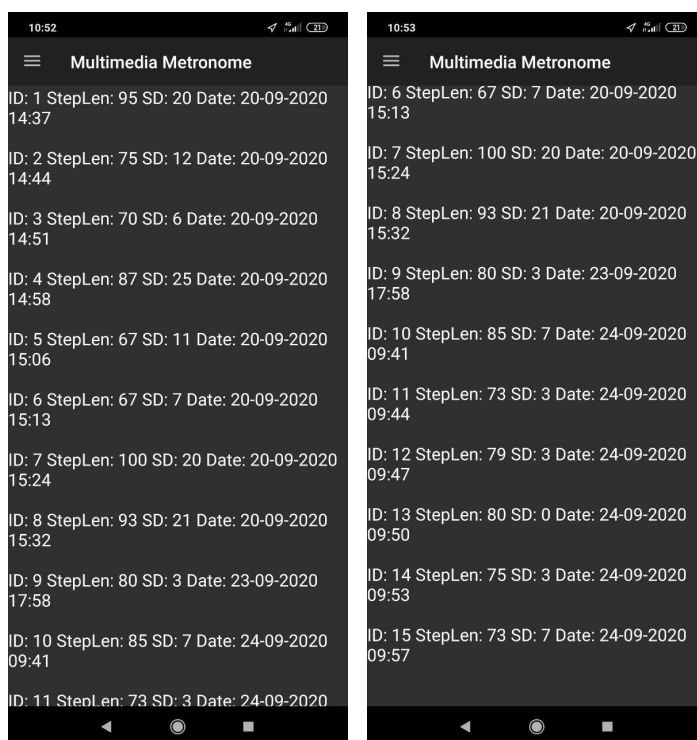 10:52
4G
21
Multimedia Metronome
ID: 1 StepLen: 95 SD: 20 Date: 20-09-2020
14:37
ID: 2 StepLen: 75 SD: 12 Date: 20-09-2020
14:44
ID: 3 StepLen: 70 SD: 6 Date: 20-09-2020
14:51
ID: 4 StepLen: 87 SD: 25 Date: 20-09-2020
14:58
ID: 5 StepLen: 67 SD: 11 Date: 20-09-2020
15:06
ID: 6 StepLen: 67 SD: 7 Date: 20-09-2020
15:13
ID: 7 StepLen: 100 SD: 20 Date: 20-09-2020
15:24
ID: 8 StepLen: 93 SD: 21 Date: 20-09-2020
15:32
ID: 9 StepLen: 80 SD: 3 Date: 23-09-2020
17:58
ID: 10 StepLen: 85 SD: 7 Date: 24-09-2020
09:41
ID: 11 StepLen: 73 SD: 3 Date: 24-09-2020
10:53
4G
21
Multimedia Metronome
ID: 6 StepLen: 67 SD: 7 Date: 20-09-2020
15:13
ID: 7 StepLen: 100 SD: 20 Date: 20-09-2020
15:24
ID: 8 StepLen: 93 SD: 21 Date: 20-09-2020
15:32
ID: 9 StepLen: 80 SD: 3 Date: 23-09-2020
17:58
ID: 10 StepLen: 85 SD: 7 Date: 24-09-2020
09:41
ID: 11 StepLen: 73 SD: 3 Date: 24-09-2020
09:44
ID: 12 StepLen: 79 SD: 3 Date: 24-09-2020
09:47
ID: 13 StepLen: 80 SD: 0 Date: 24-09-2020
09:50
ID: 14 StepLen: 75 SD: 3 Date: 24-09-2020
09:53
ID: 15 StepLen: 73 SD: 7 Date: 24-09-2020
09:57